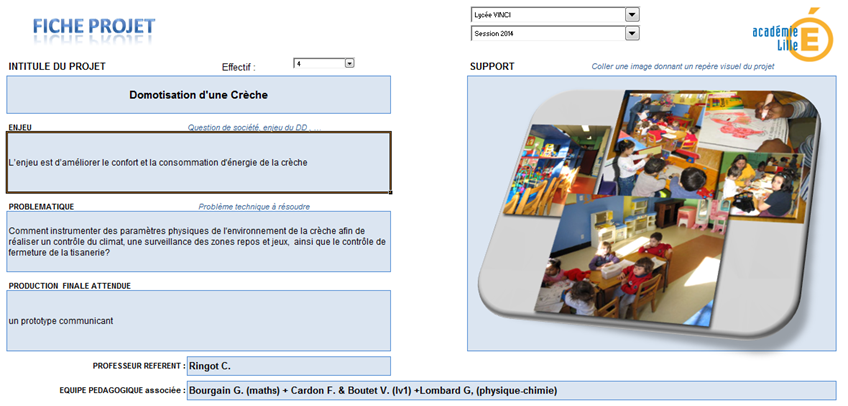 FICHE PROJET
Lycée VINCI
Session 2014
académie
Lille
INTITULE DU PROJET
Effectif :
4
SUPPORT
Coller une image donnant un repère visuel du projet
Domotisation d'une Crèche
ENJEU
Question de société, enjeu du DD , ...
L'enjeu est d'améliorer le confort et la consommation d'énergie de la crèche
PROBLEMATIQUE
Problème technique à résoudre
Comment instrumenter des paramètres physiques de l'environnement de la crèche afin de
réaliser un contrôle du climat, une surveillance des zones repos et jeux, ainsi que le contrôle de
fermeture de la tisanerie?
PRODUCTION FINALE ATTENDUE
un prototype communicant
PROFESSEUR REFERENT :
Ringot C.
EQUIPE PEDAGOGIQUE associée :
Bourgain G. (maths) + Cardon F. & Boutet V. (lv1) +Lombard G, (physique-chimie)